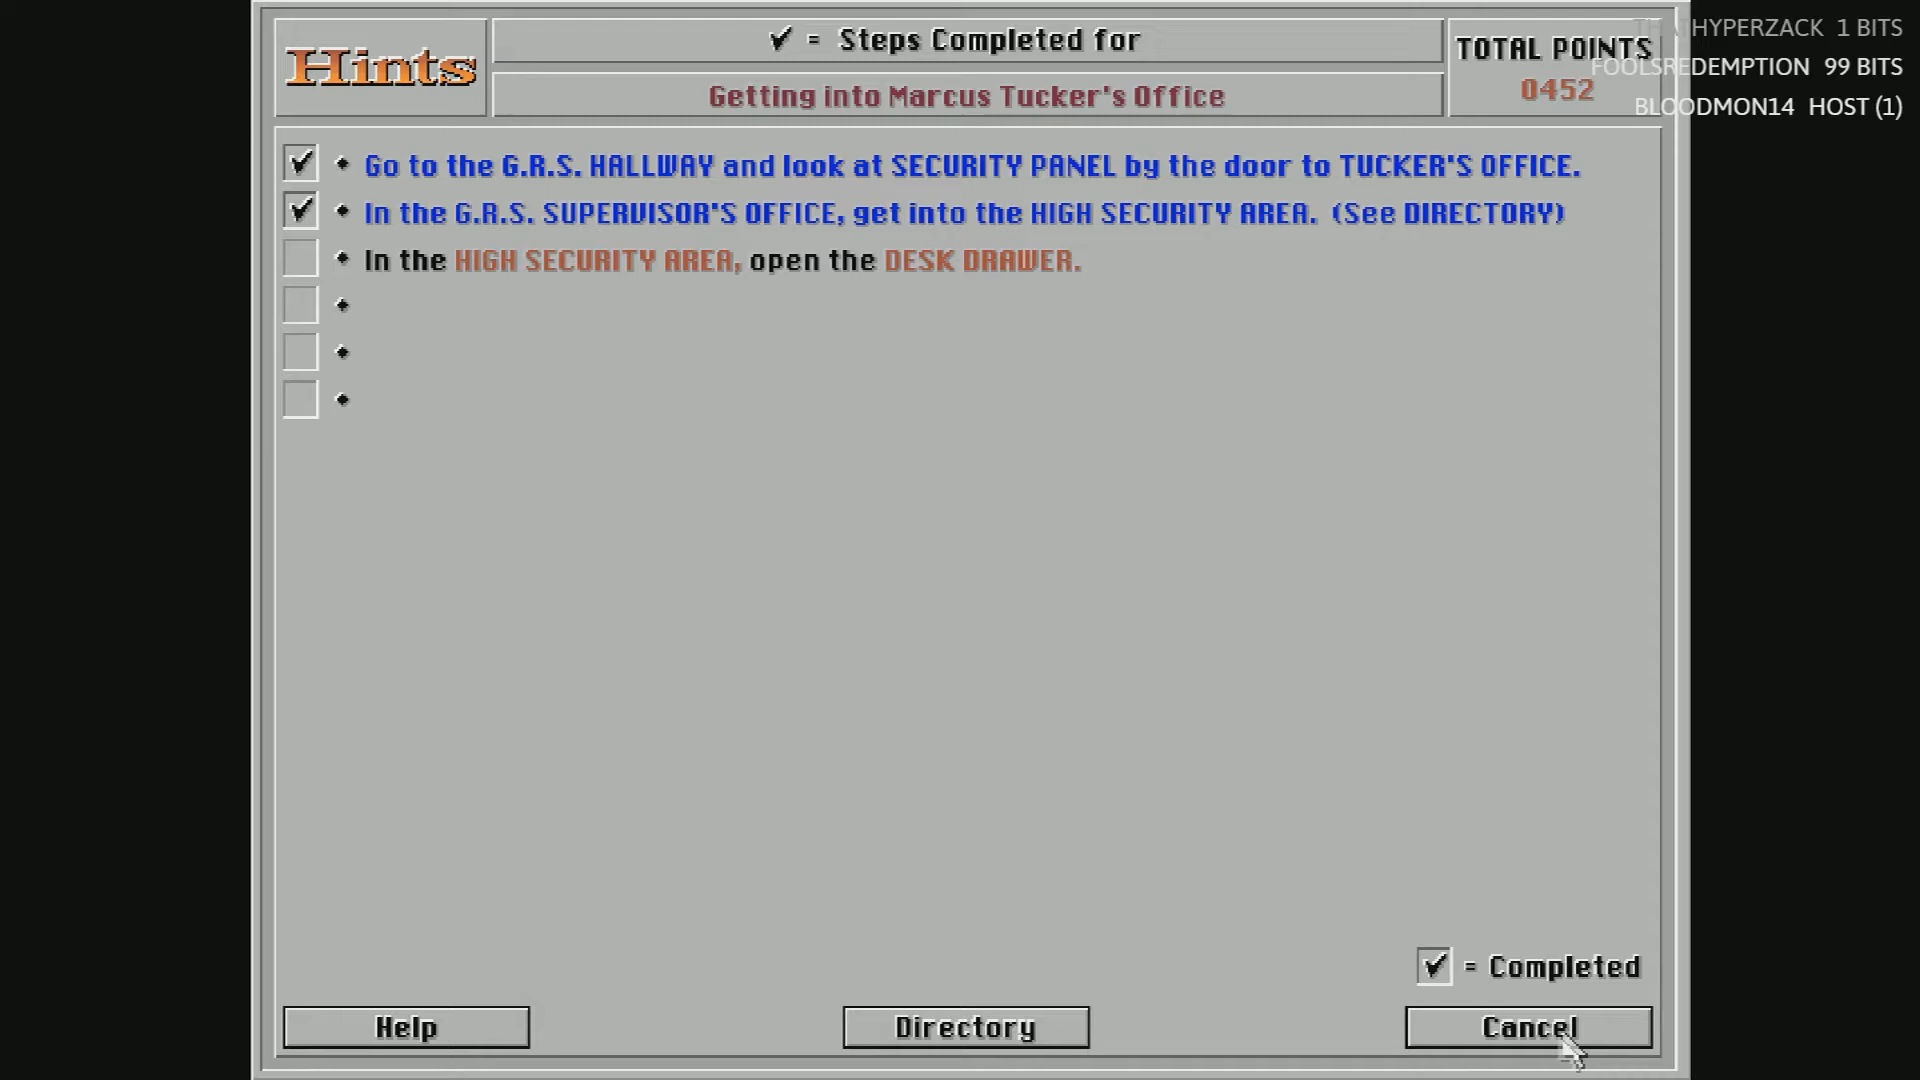 Hints
✔ = Steps Completed for
Getting into Marcus Tucker's Office
TOTAL POINTS
0452
HYPERZACK 1 BITS
FOOLSREDEMPTION 99 BITS
BLOODMON14 HOST (1)
✔ • Go to the G.R.S. HALLWAY and look at SECURITY PANEL by the door to TUCKER'S OFFICE.
✔ • In the G.R.S. SUPERVISOR'S OFFICE, get into the HIGH SECURITY AREA. (See DIRECTORY)
• In the HIGH SECURITY AREA, open the DESK DRAWER.
✔ = Completed
Help
Directory
Cancel